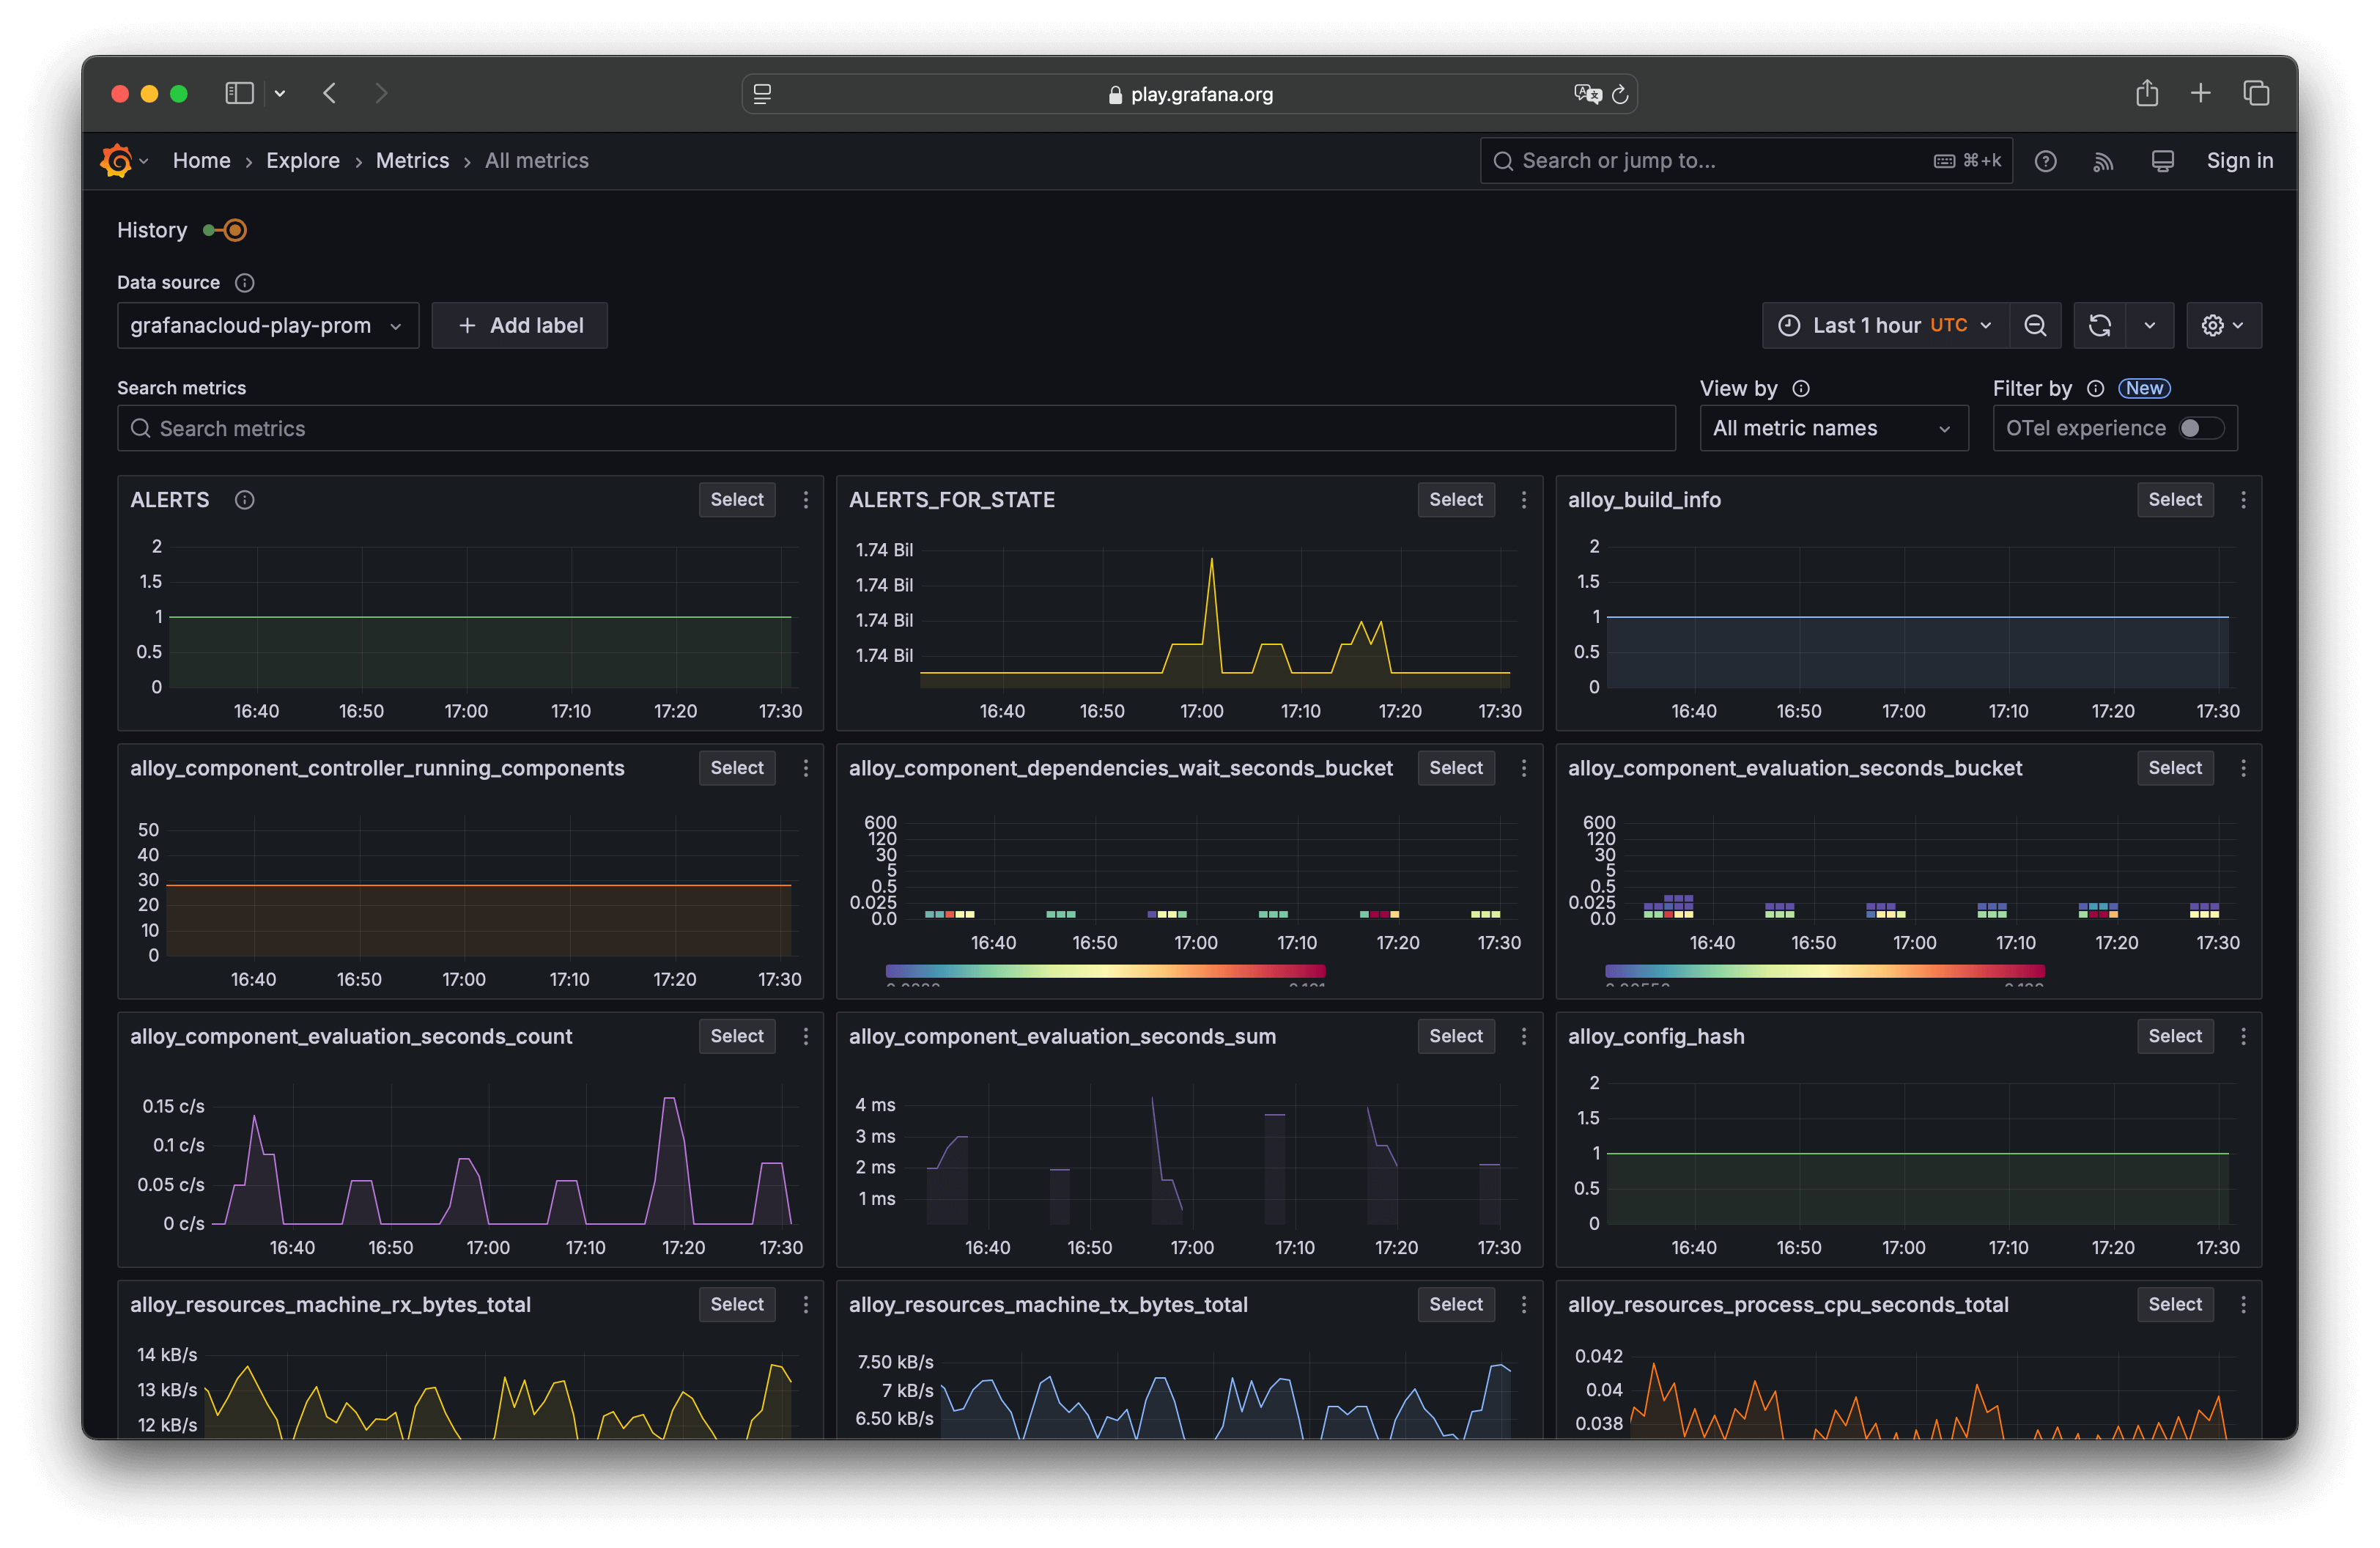 play.grafana.org
Home › Explore › Metrics › All metrics
Search or jump to...
⌘+k
Sign in
History
Data source
grafanacloud-play-prom
+ Add label
Last 1 hour UTC
Search metrics
Search metrics
View by
All metric names
Filter by
New
OTel experience
ALERTS
Select
2
1.5
1
0.5
0
16:40 16:50 17:00 17:10 17:20 17:30
ALERTS_FOR_STATE
Select
1.74 Bil
1.74 Bil
1.74 Bil
1.74 Bil
16:40 16:50 17:00 17:10 17:20 17:30
alloy_build_info
Select
2
1.5
1
0.5
0
16:40 16:50 17:00 17:10 17:20 17:30
alloy_component_controller_running_components
Select
50
40
30
20
10
0
16:40 16:50 17:00 17:10 17:20 17:30
alloy_component_dependencies_wait_seconds_bucket
Select
600
120
30
5
0.5
0.025
0.0
16:40 16:50 17:00 17:10 17:20 17:30
alloy_component_evaluation_seconds_bucket
Select
600
120
30
5
0.5
0.025
0.0
16:40 16:50 17:00 17:10 17:20 17:30
alloy_component_evaluation_seconds_count
Select
0.15 c/s
0.1 c/s
0.05 c/s
0 c/s
16:40 16:50 17:00 17:10 17:20 17:30
alloy_component_evaluation_seconds_sum
Select
4 ms
3 ms
2 ms
1 ms
16:40 16:50 17:00 17:10 17:20 17:30
alloy_config_hash
Select
2
1.5
1
0.5
0
16:40 16:50 17:00 17:10 17:20 17:30
alloy_resources_machine_rx_bytes_total
Select
14 kB/s
13 kB/s
12 kB/s
alloy_resources_machine_tx_bytes_total
Select
7.50 kB/s
7 kB/s
6.50 kB/s
alloy_resources_process_cpu_seconds_total
Select
0.042
0.04
0.038